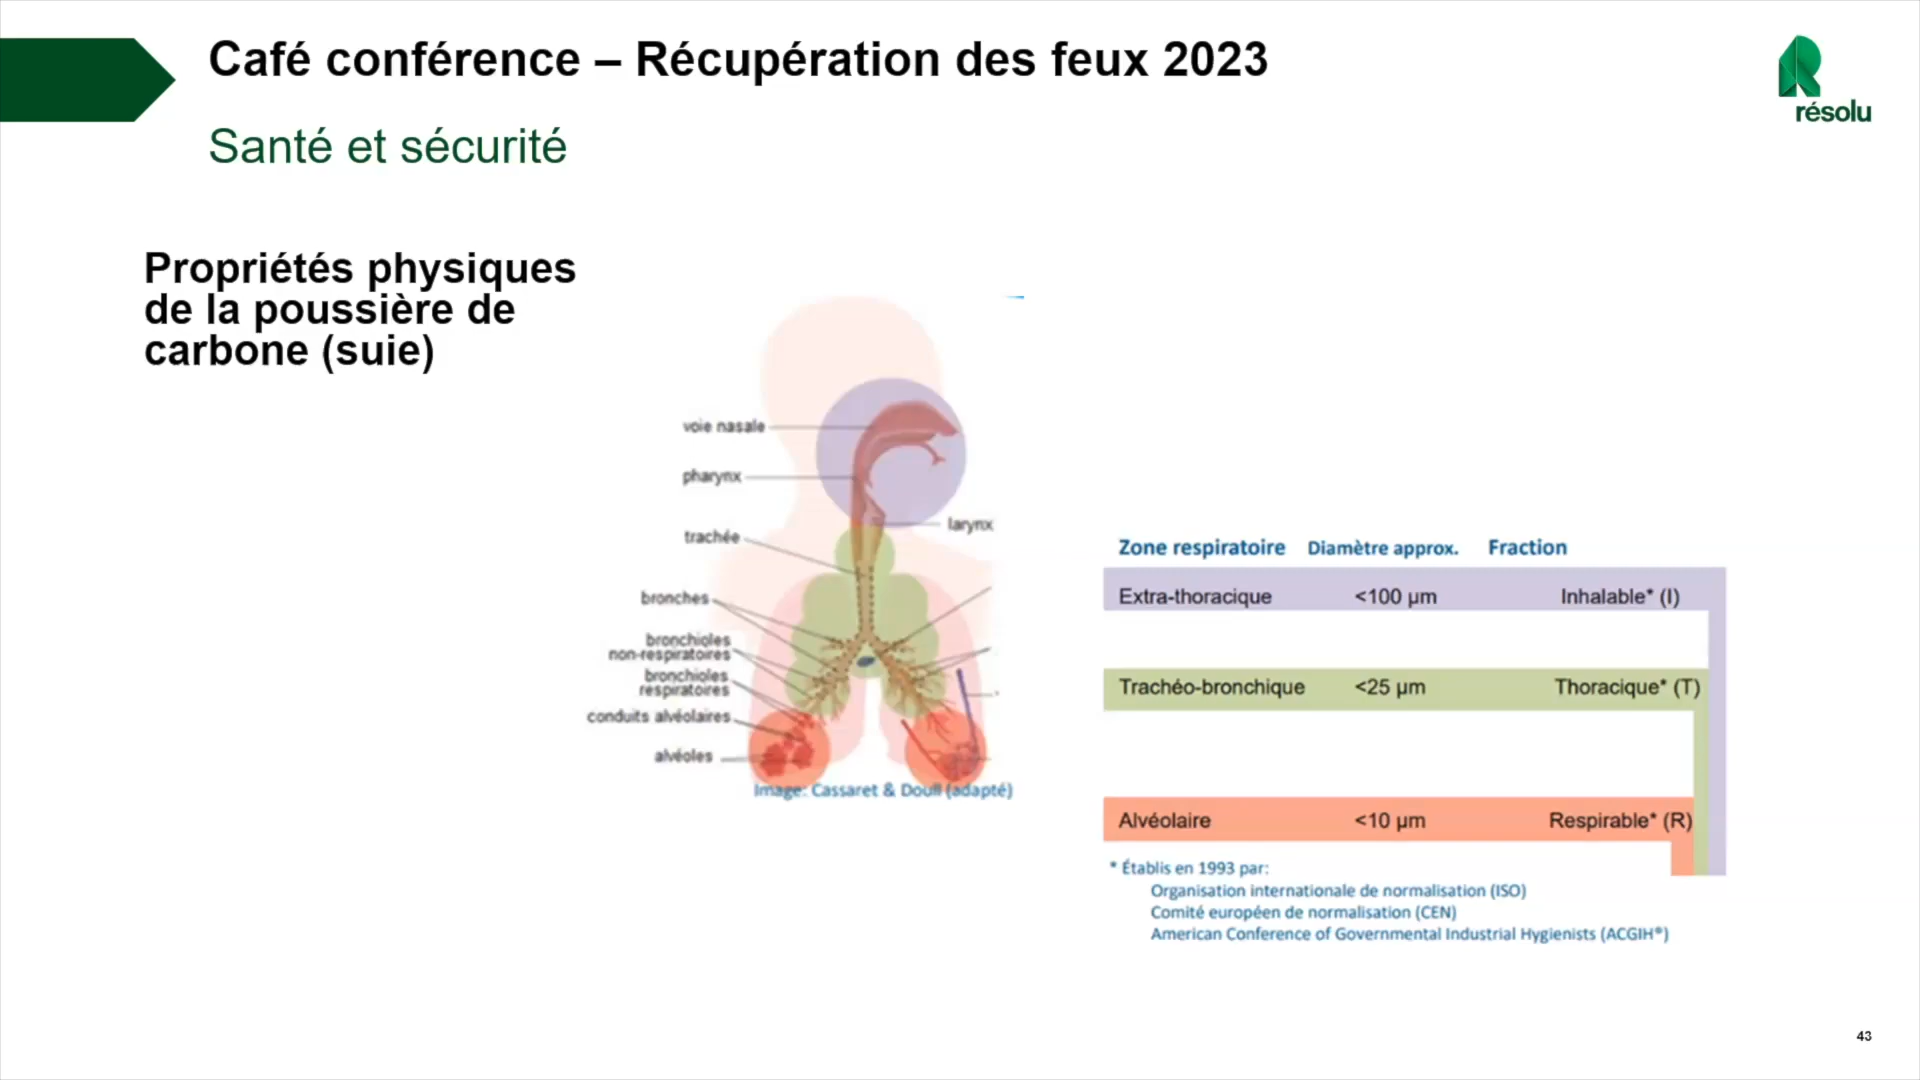 Café conférence – Récupération des feux 2023
résolu
Santé et sécurité
Propriétés physiques
de la poussière de
carbone (suie)
voie nasale
pharynx
larynx
trachée
bronches
bronchioles
non-respiratoires
bronchioles
respiratoires
conduits alvéolaires
alvéoles
Image: Cassaret & Doull (adapté)
Zone respiratoire Diamètre approx. Fraction
Extra-thoracique <100 µm Inhalable* (I)
Trachéo-bronchique <25 µm Thoracique* (T)
Alvéolaire <10 µm Respirable* (R)
* Établis en 1993 par:
Organisation internationale de normalisation (ISO)
Comité européen de normalisation (CEN)
American Conference of Governmental Industrial Hygienists (ACGIH®)
43